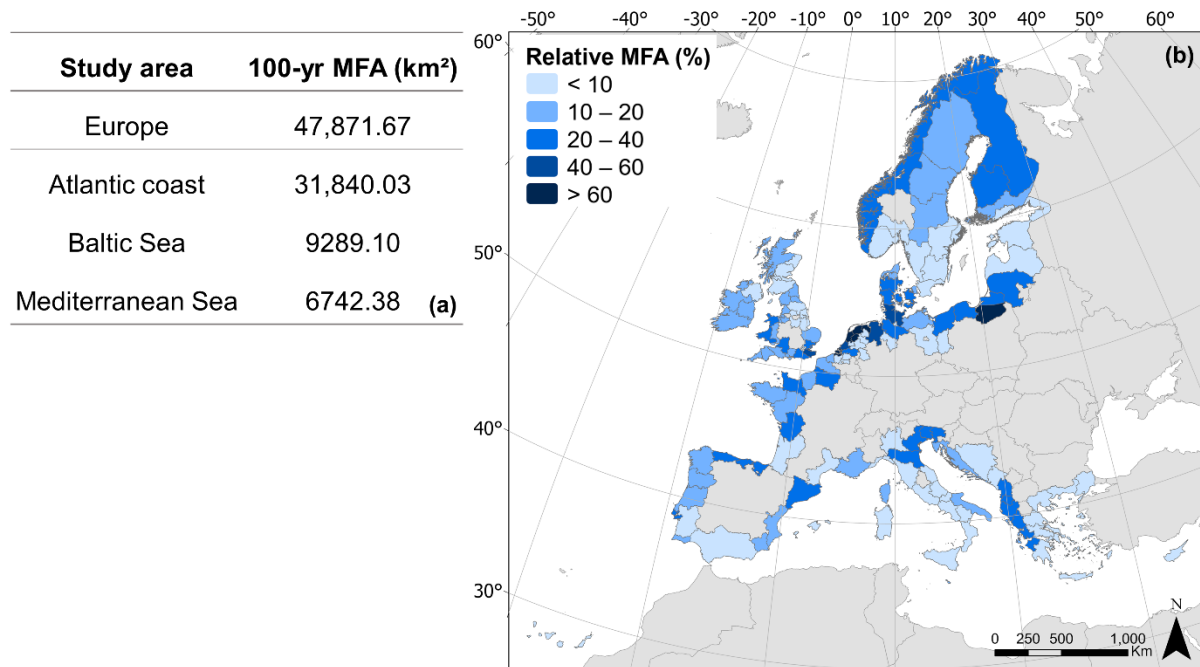 Study area 100-yr MFA (km²)
Europe 47,871.67
Atlantic coast 31,840.03
Baltic Sea 9289.10
Mediterranean Sea 6742.38 (a)
-50° -40° -30° -20° -10° 0° 10° 20° 30° 40° 50° 60°
60°
50°
40°
30°
(b)
Relative MFA (%)
< 10
10 – 20
20 – 40
40 – 60
> 60
N
0 250 500 1,000
Km